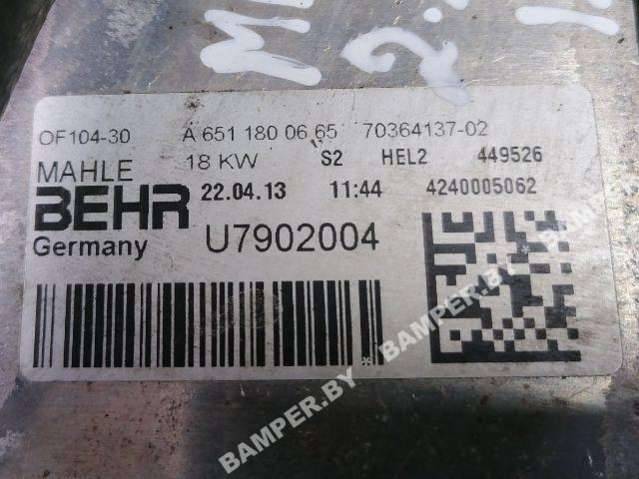 OF104-30 A 651 180 06 65 70364137-02
MAHLE 18 KW S2 HEL2 449526
BEHR 22.04.13 11:44 4240005062
Germany U7902004
BAMPER.BY BAMPER.BY